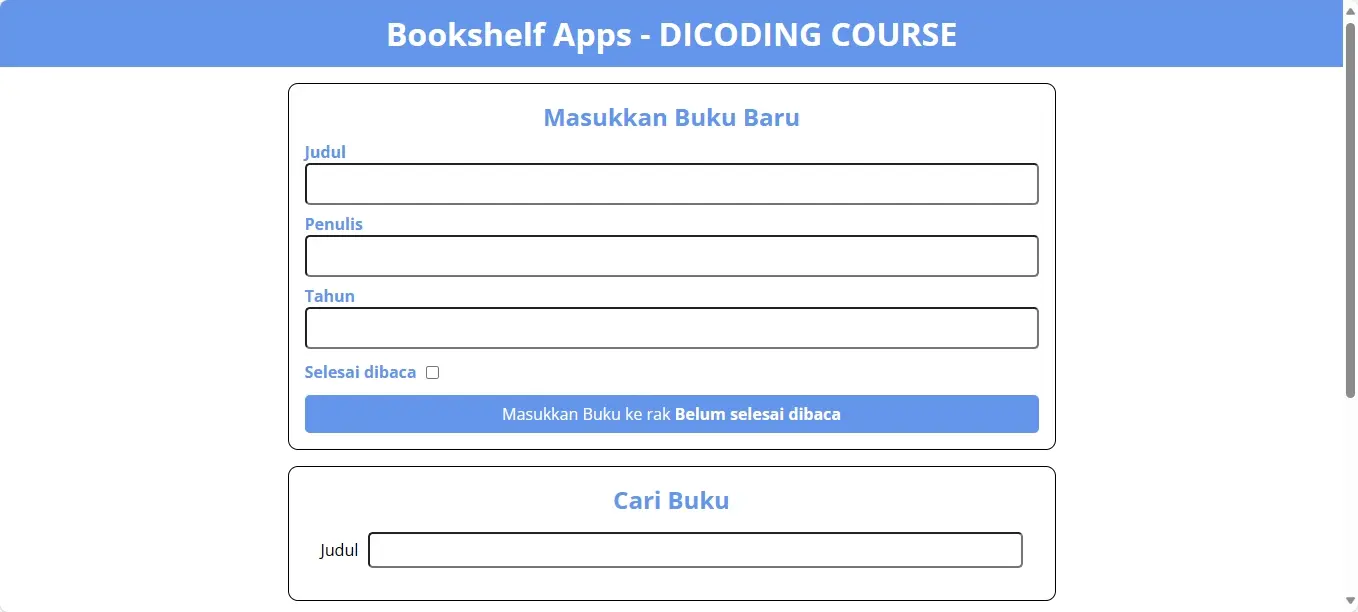 Bookshelf Apps - DICODING COURSE
Masukkan Buku Baru
Judul
Penulis
Tahun
Selesai dibaca
Masukkan Buku ke rak Belum selesai dibaca
Cari Buku
Judul